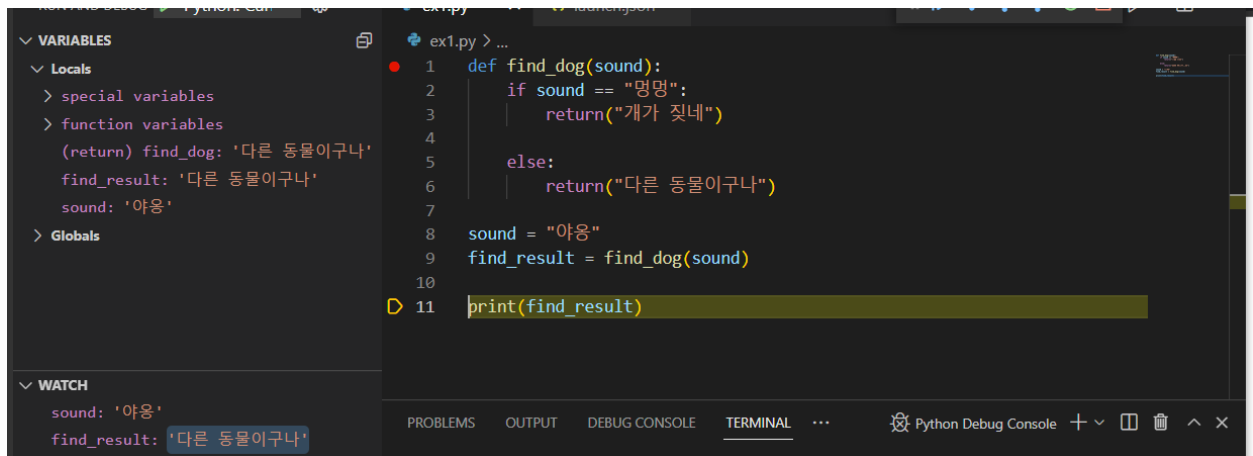 VARIABLES
Locals
special variables
function variables
(return) find_dog: '다른 동물이구나'
find_result: '다른 동물이구나'
sound: '야옹'
Globals
WATCH
sound: '야옹'
find_result: '다른 동물이구나'
ex1.py
launch.json
ex1.py > ...
1 def find_dog(sound):
2 if sound == "멍멍":
3 return("개가 짖네")
4
5 else:
6 return("다른 동물이구나")
7
8 sound = "야옹"
9 find_result = find_dog(sound)
10
11 print(find_result)
PROBLEMS OUTPUT DEBUG CONSOLE TERMINAL ... Python Debug Console